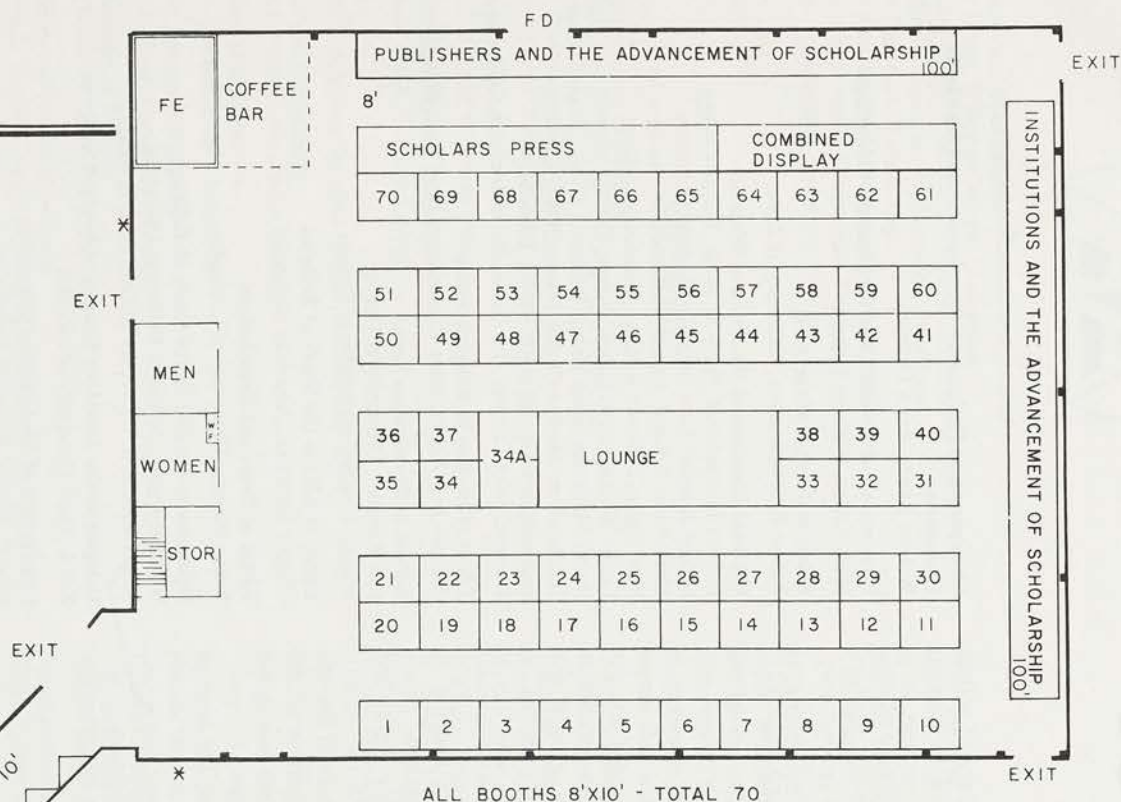 FD
PUBLISHERS AND THE ADVANCEMENT OF SCHOLARSHIP
100'
EXIT
FE
COFFEE
BAR
8'
SCHOLARS PRESS
COMBINED
DISPLAY
70 69 68 67 66 65 64 63 62 61
*
EXIT
51 52 53 54 55 56 57 58 59 60
50 49 48 47 46 45 44 43 42 41
INSTITUTIONS AND THE ADVANCEMENT OF SCHOLARSHIP
100'
MEN
WOMEN
STOR
36 37 38 39 40
34A LOUNGE
35 34 33 32 31
21 22 23 24 25 26 27 28 29 30
20 19 18 17 16 15 14 13 12 11
EXIT
1 2 3 4 5 6 7 8 9 10
10'
*
EXIT
ALL BOOTHS 8'X10' - TOTAL 70